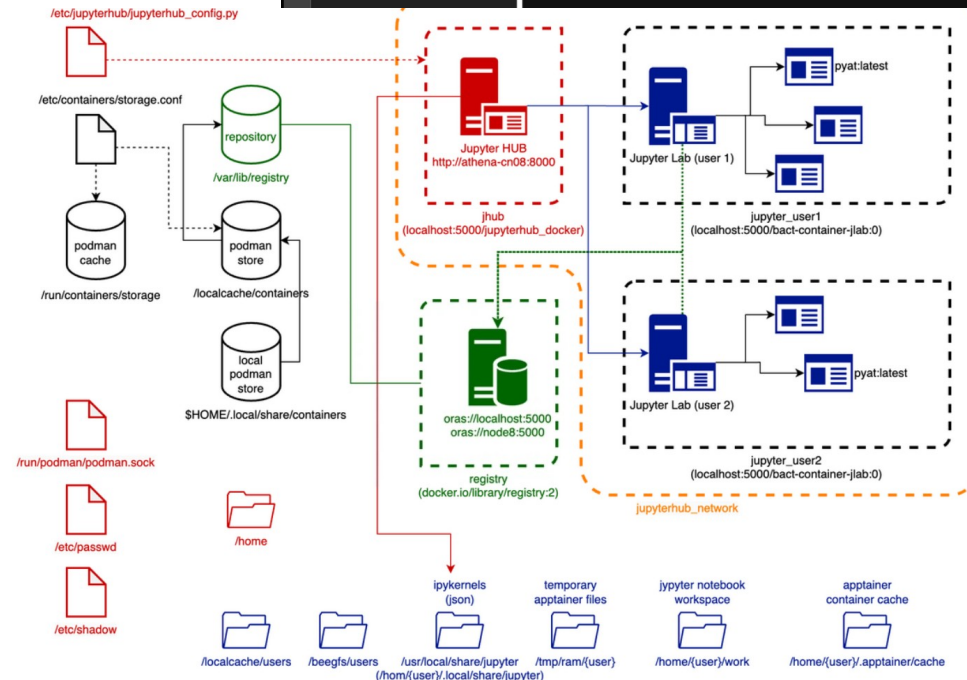 /etc/jupyterhub/jupyterhub_config.py
/etc/containers/storage.conf
repository
/var/lib/registry
podman
cache
/run/containers/storage
podman
store
/localcache/containers
local
podman
store
$HOME/.local/share/containers
Jupyter HUB
http://athena-cn08:8000
jhub
(localhost:5000/jupyterhub_docker)
pyat:latest
Jupyter Lab (user 1)
jupyter_user1
(localhost:5000/bact-container-jlab:0)
oras://localhost:5000
oras://node8:5000
registry
(docker.io/library/registry:2)
pyat:latest
Jupyter Lab (user 2)
jupyter_user2
(localhost:5000/bact-container-jlab:0)
jupyterhub_network
/run/podman/podman.sock
/etc/passwd
/home
/etc/shadow
/localcache/users
/beegfs/users
ipykernels
(json)
/usr/local/share/jupyter
(/hom/{user}/.local/share/jupyter)
temporary
apptainer files
/tmp/ram/{user}
jypyter notebook
workspace
/home/{user}/work
apptainer
container cache
/home/{user}/.apptainer/cache